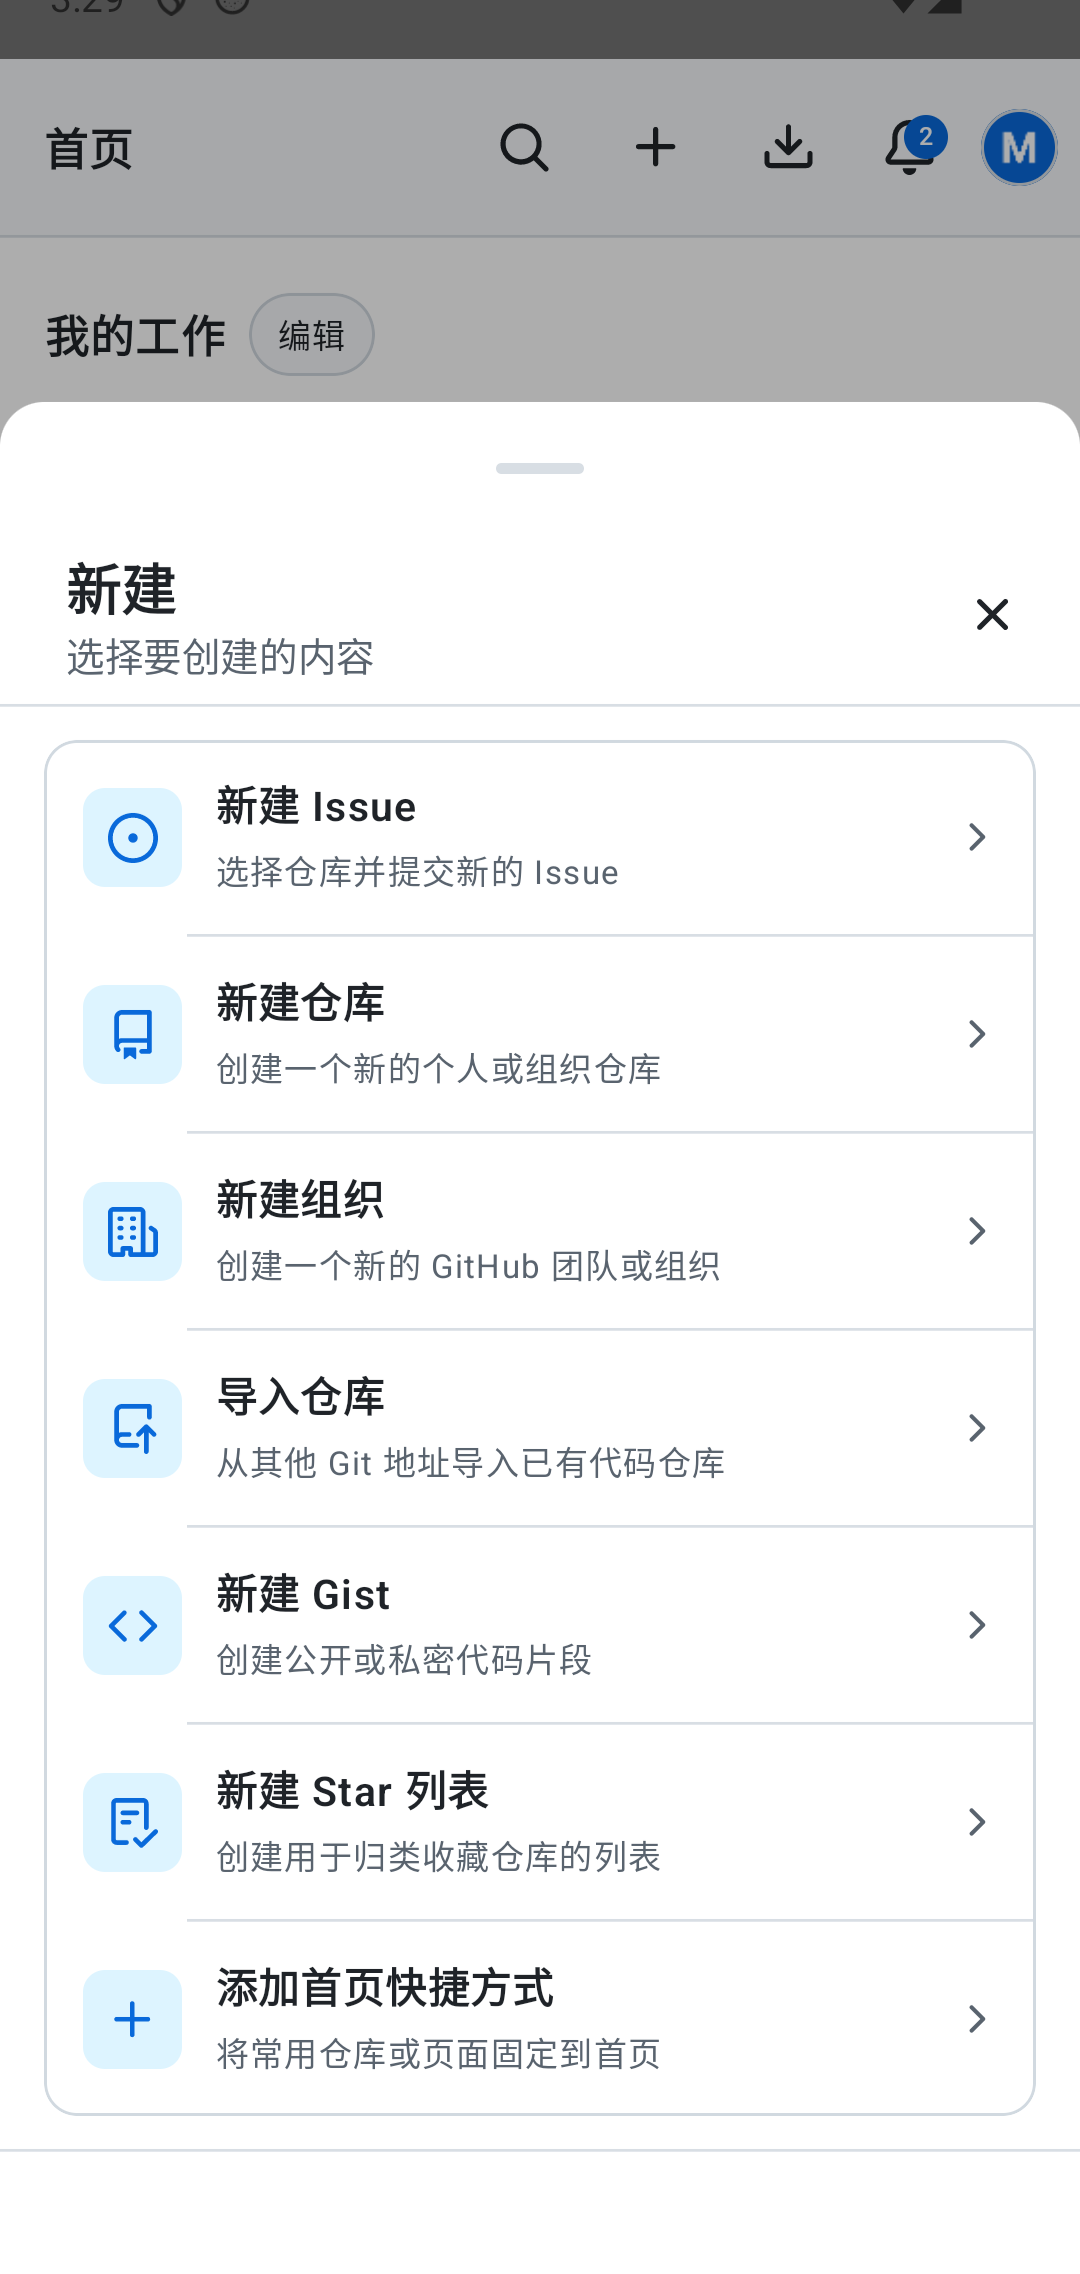 首页
2
M
我的工作
编辑
新建
选择要创建的内容
新建 Issue
选择仓库并提交新的 Issue
新建仓库
创建一个新的个人或组织仓库
新建组织
创建一个新的 GitHub 团队或组织
导入仓库
从其他 Git 地址导入已有代码仓库
新建 Gist
创建公开或私密代码片段
新建 Star 列表
创建用于归类收藏仓库的列表
添加首页快捷方式
将常用仓库或页面固定到首页